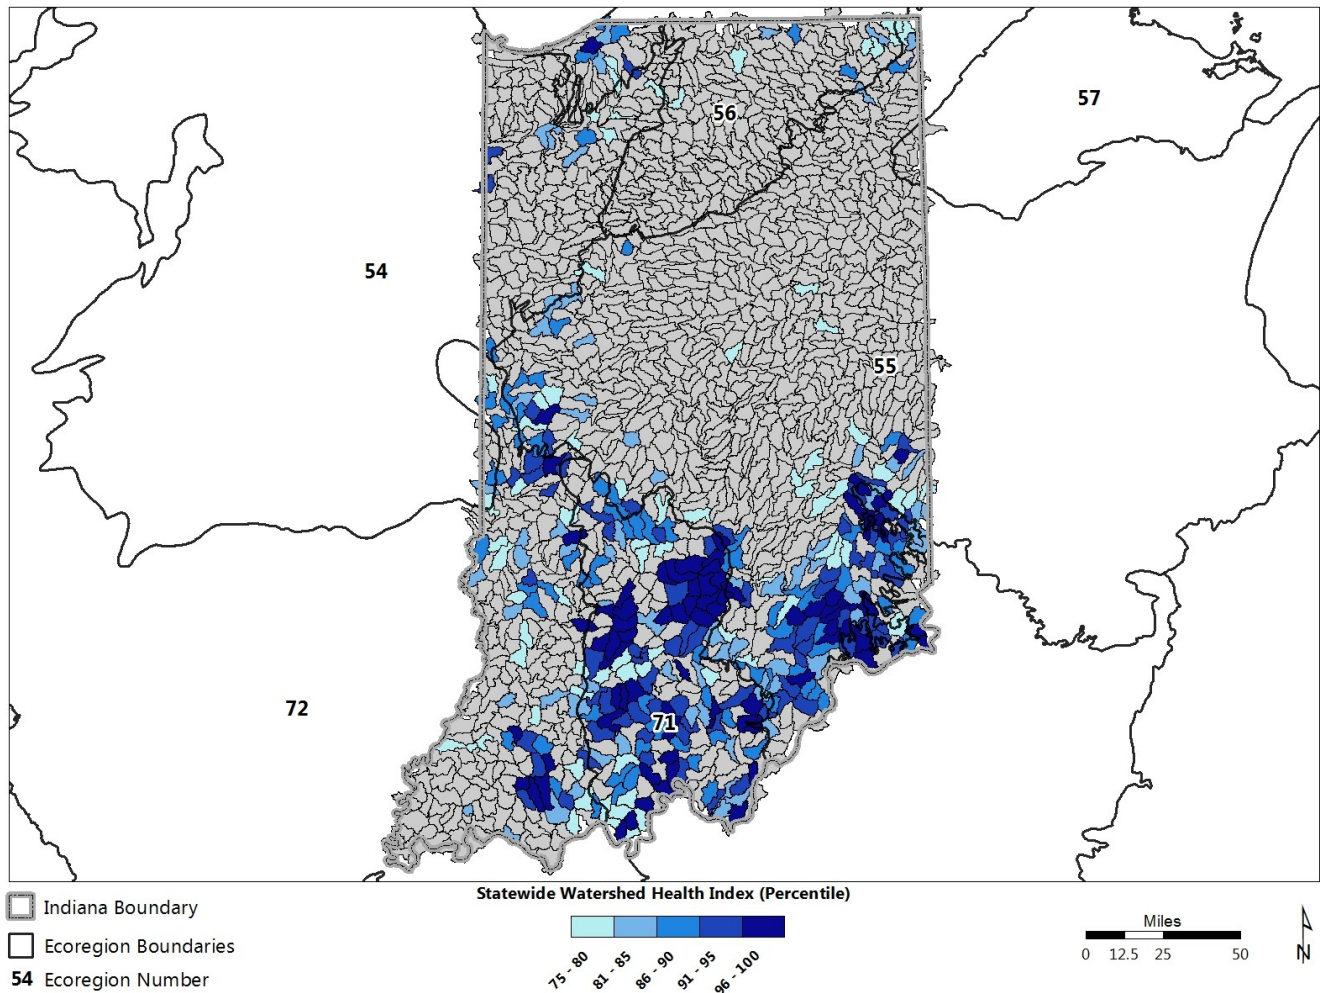 57
56
54
55
72
71
Statewide Watershed Health Index (Percentile)
Indiana Boundary
Ecoregion Boundaries
54 Ecoregion Number
75 - 80
81 - 85
86 - 90
91 - 95
96 - 100
Miles
0 12.5 25 50
N